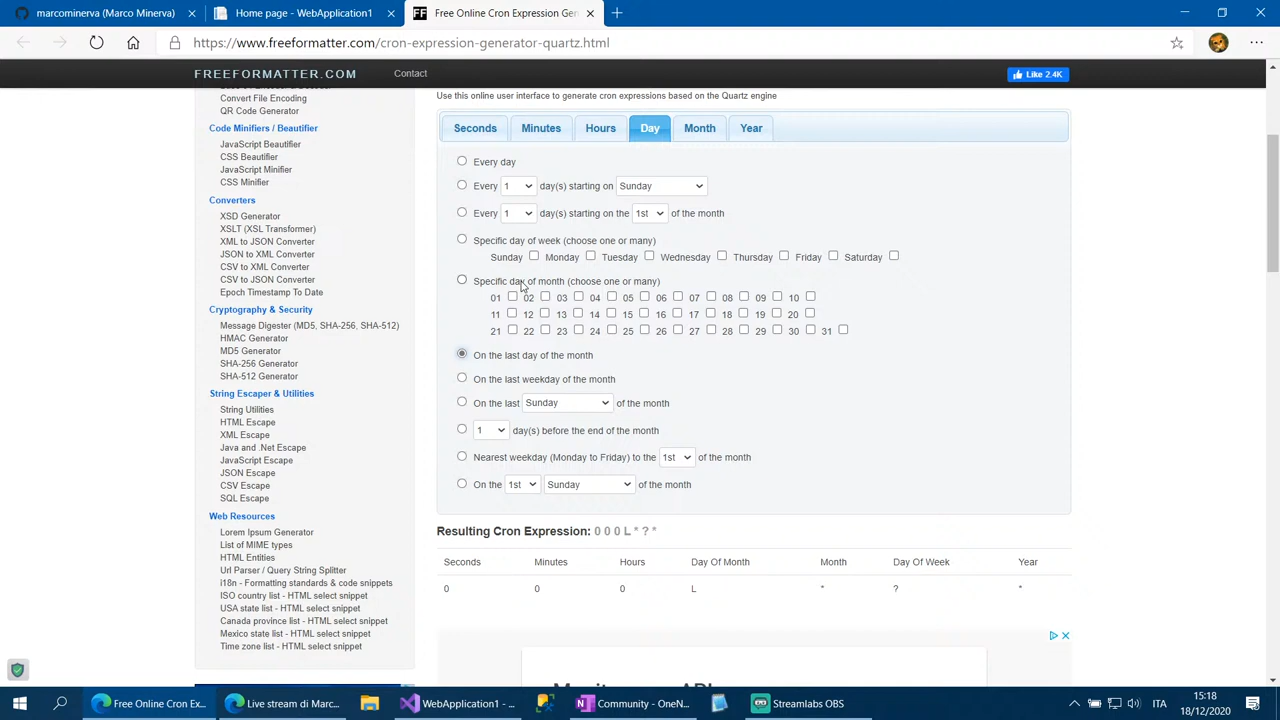 marcominerva (Marco Minerva)
Home page - WebApplication1
Free Online Cron Expression Gen
https://www.freeformatter.com/cron-expression-generator-quartz.html
FREEFORMATTER.COM
Contact
Like 2.4K
Convert File Encoding
QR Code Generator
Code Minifiers / Beautifier
JavaScript Beautifier
CSS Beautifier
JavaScript Minifier
CSS Minifier
Converters
XSD Generator
XSLT (XSL Transformer)
XML to JSON Converter
JSON to XML Converter
CSV to XML Converter
CSV to JSON Converter
Epoch Timestamp To Date
Cryptography & Security
Message Digester (MD5, SHA-256, SHA-512)
HMAC Generator
MD5 Generator
SHA-256 Generator
SHA-512 Generator
String Escaper & Utilities
String Utilities
HTML Escape
XML Escape
Java and .Net Escape
JavaScript Escape
JSON Escape
CSV Escape
SQL Escape
Web Resources
Lorem Ipsum Generator
List of MIME types
HTML Entities
Url Parser / Query String Splitter
i18n - Formatting standards & code snippets
ISO country list - HTML select snippet
USA state list - HTML select snippet
Canada province list - HTML select snippet
Mexico state list - HTML select snippet
Time zone list - HTML select snippet
Use this online user interface to generate cron expressions based on the Quartz engine
Seconds Minutes Hours Day Month Year
Every day
Every 1 day(s) starting on Sunday
Every 1 day(s) starting on the 1st of the month
Specific day of week (choose one or many)
Sunday Monday Tuesday Wednesday Thursday Friday Saturday
Specific day of month (choose one or many)
01 02 03 04 05 06 07 08 09 10
11 12 13 14 15 16 17 18 19 20
21 22 23 24 25 26 27 28 29 30 31
On the last day of the month
On the last weekday of the month
On the last Sunday of the month
1 day(s) before the end of the month
Nearest weekday (Monday to Friday) to the 1st of the month
On the 1st Sunday of the month
Resulting Cron Expression: 0 0 0 L * ? *
Seconds Minutes Hours Day Of Month Month Day Of Week Year
0 0 0 L * ? *
Free Online Cron Ex...
Live stream di Marc...
WebApplication1 - ...
Community - OneN...
Streamlabs OBS
ITA
15:18
18/12/2020